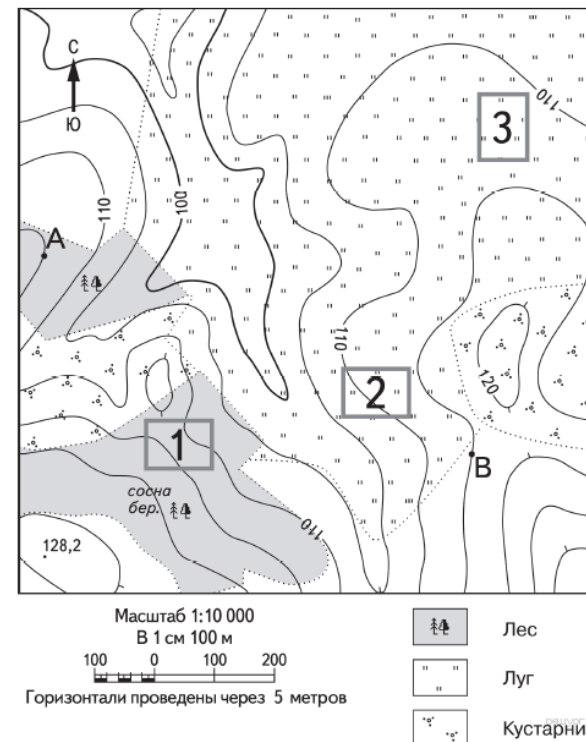 С
Ю
110
3
110
100
А
110
2
120
1
В
сосна
бер.
110
128,2
Масштаб 1:10 000
В 1 см 100 м
100 0 100 200
Горизонтали проведены через 5 метров
Лес
Луг
Кустарни